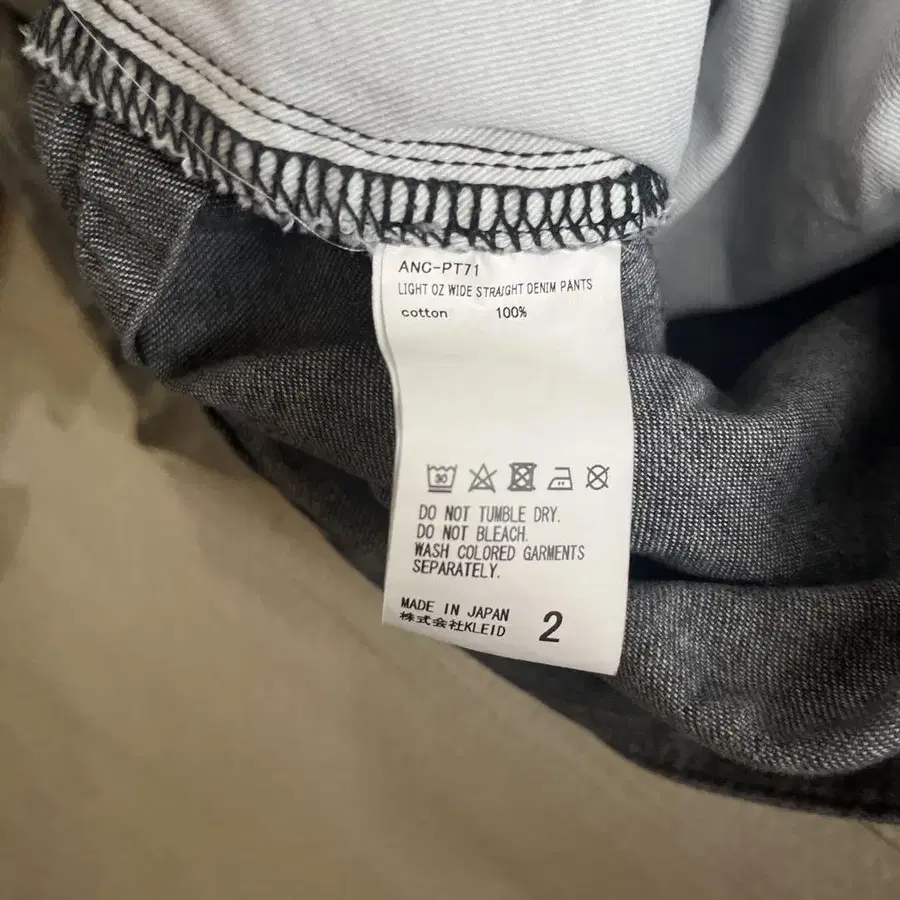 ANC-PT71
LIGHT OZ WIDE STRAIGHT DENIM PANTS
cotton 100%
30
DO NOT TUMBLE DRY.
DO NOT BLEACH.
WASH COLORED GARMENTS
SEPARATELY.
MADE IN JAPAN
株式会社KLEID 2